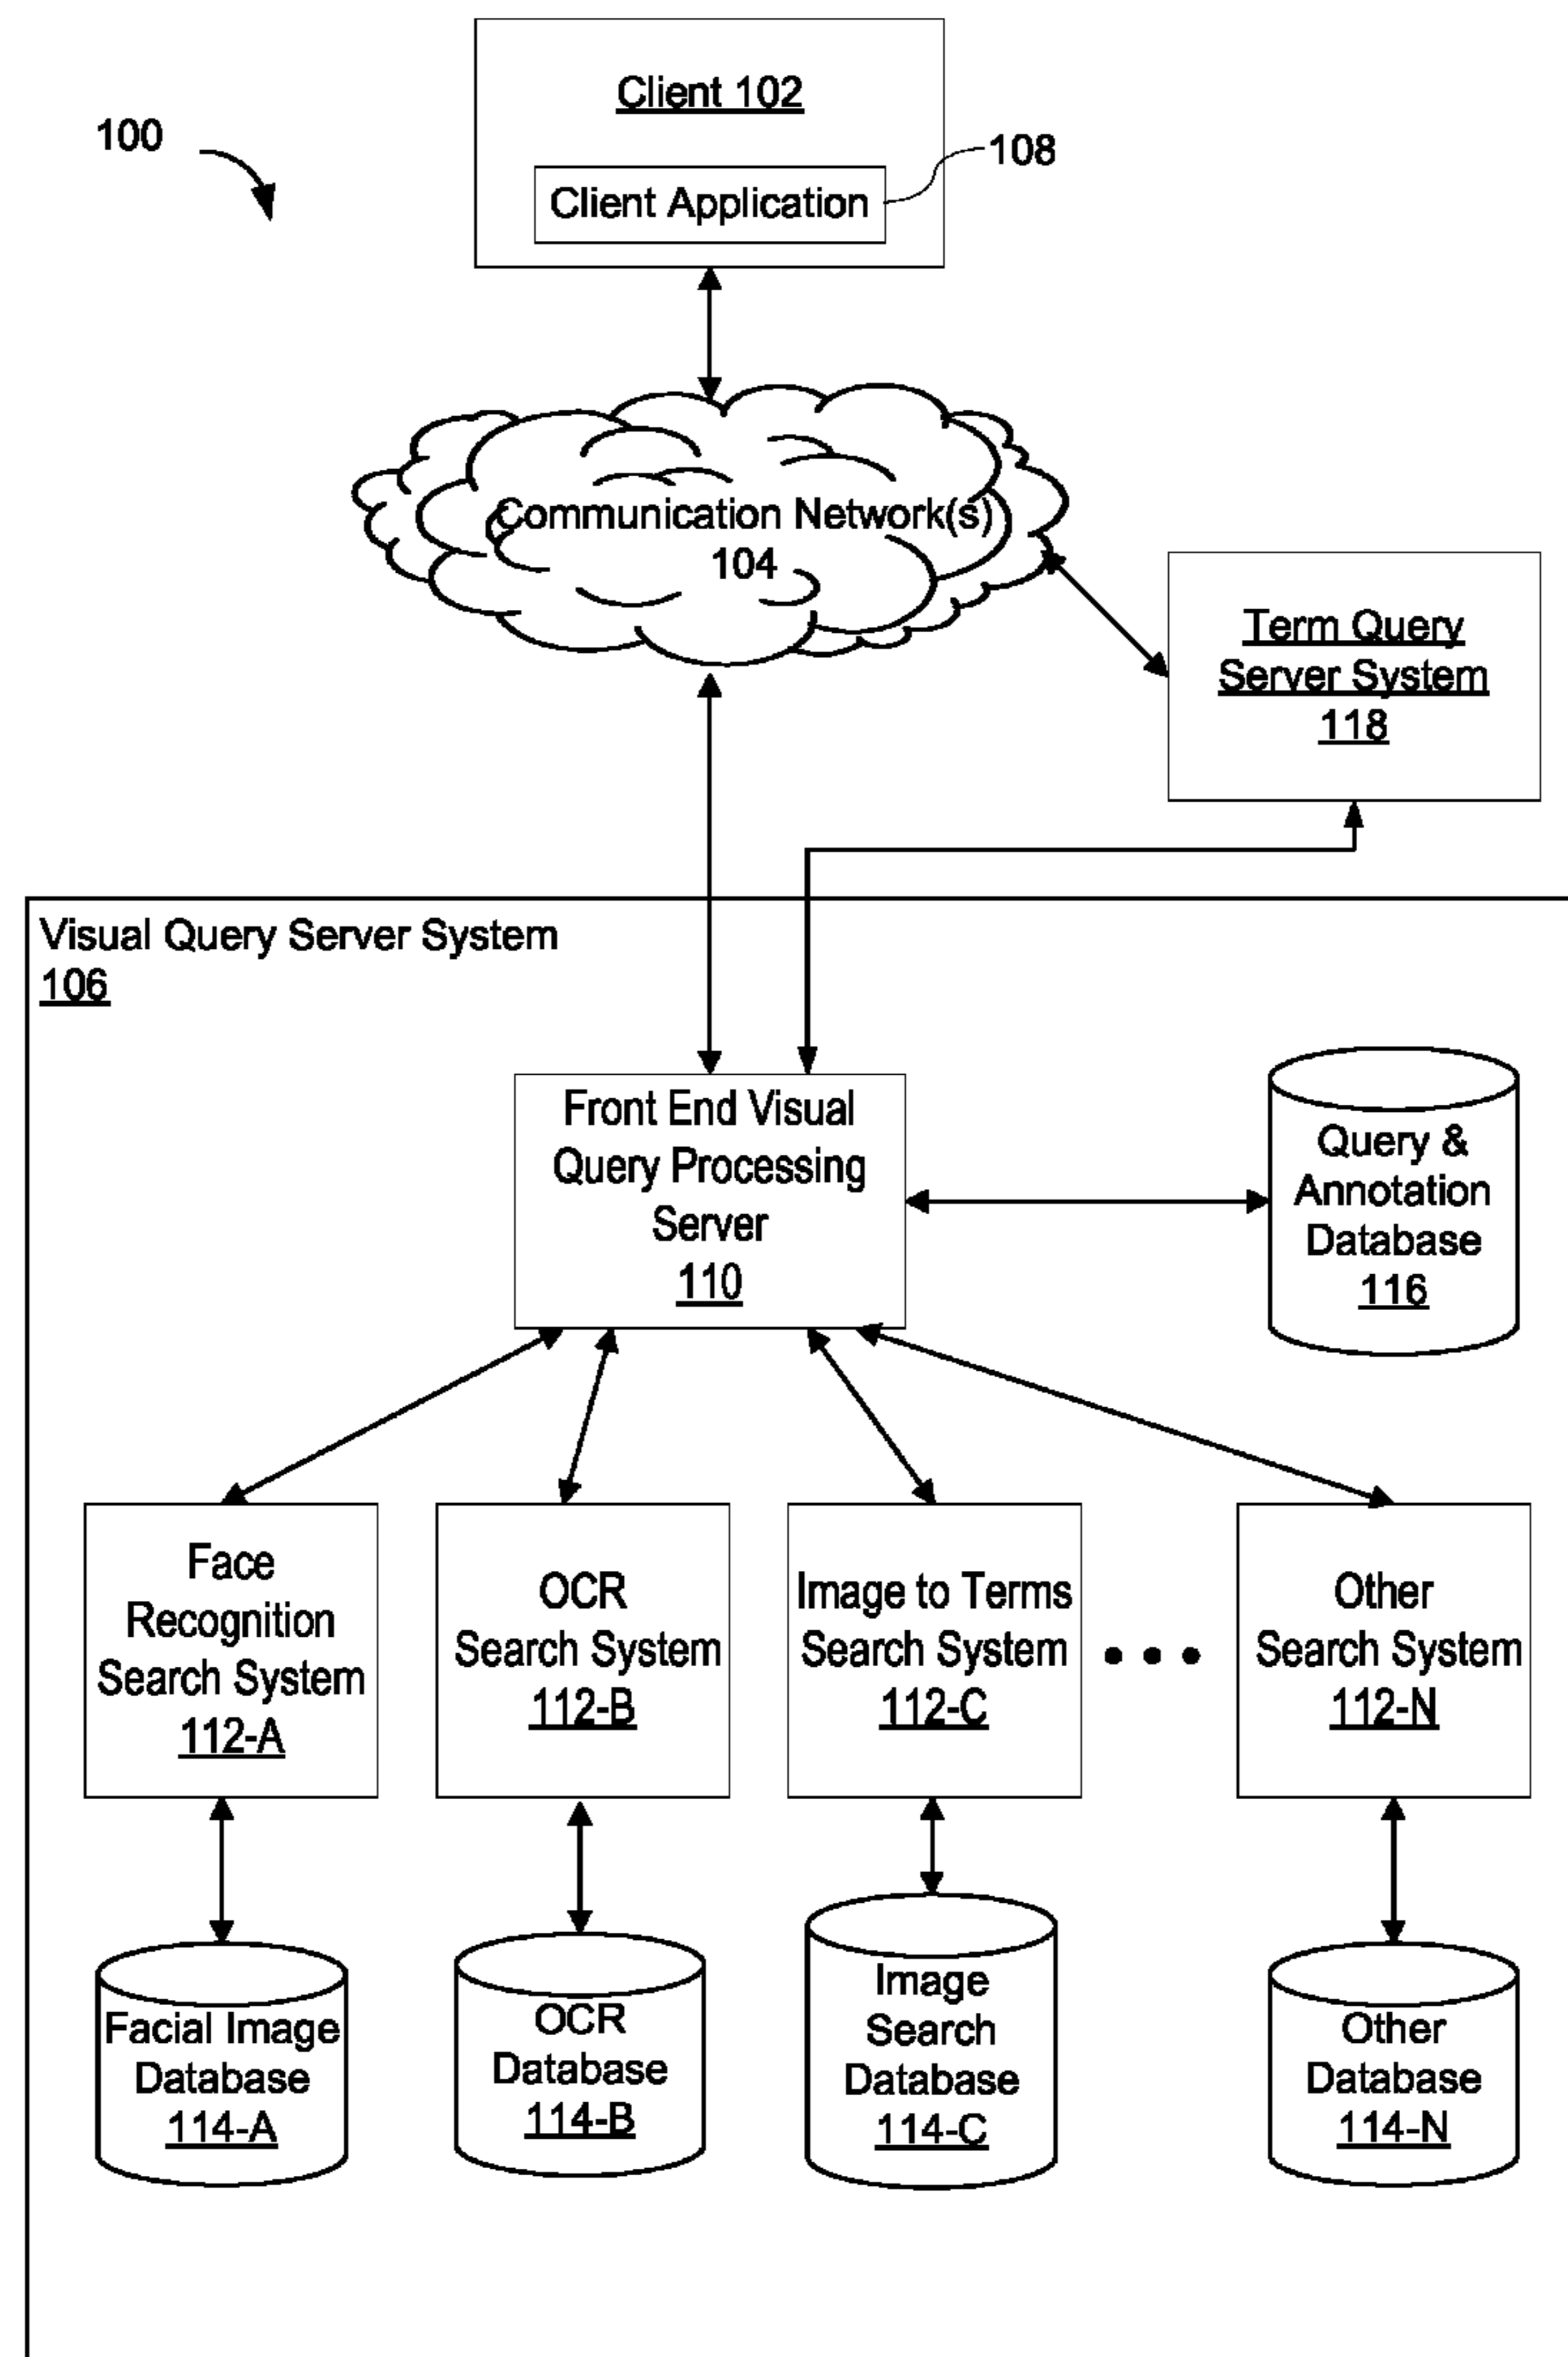 Client 102
100
108
Client Application
Communication Network(s)
104
Term Query
Server System
118
Visual Query Server System
106
Front End Visual
Query Processing
Server
110
Query &
Annotation
Database
116
Face
Recognition
Search System
112-A
OCR
Search System
112-B
Image to Terms
Search System
112-C
Other
Search System
112-N
Facial Image
Database
114-A
OCR
Database
114-B
Image
Search
Database
114-C
Other
Database
114-N